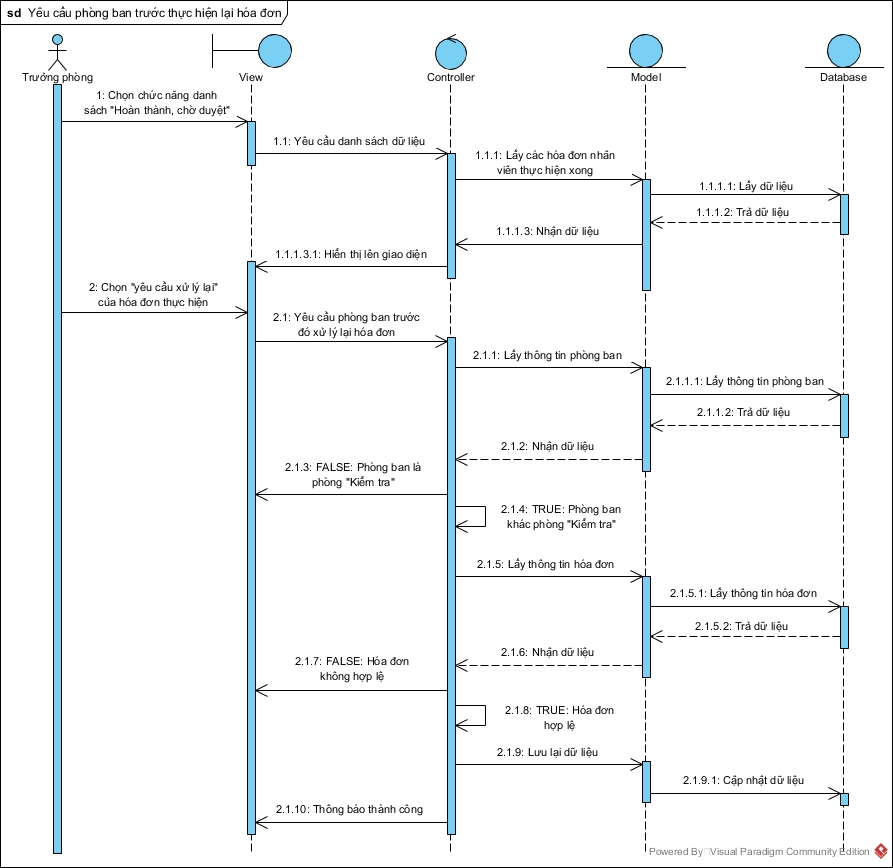 sd Yêu cầu phòng ban trước thực hiện lại hóa đơn
Trưởng phòng
View
Controller
Model
Database
1: Chọn chức năng danh
sách "Hoàn thành, chờ duyệt"
1.1: Yêu cầu danh sách dữ liệu
1.1.1: Lấy các hóa đơn nhân
viên thực hiện xong
1.1.1.1: Lấy dữ liệu
1.1.1.2: Trả dữ liệu
1.1.1.3: Nhận dữ liệu
1.1.1.3.1: Hiển thị lên giao diện
2: Chọn "yêu cầu xử lý lại"
của hóa đơn thực hiện
2.1: Yêu cầu phòng ban trước
đó xử lý lại hóa đơn
2.1.1: Lấy thông tin phòng ban
2.1.1.1: Lấy thông tin phòng ban
2.1.1.2: Trả dữ liệu
2.1.2: Nhận dữ liệu
2.1.3: FALSE: Phòng ban là
phòng "Kiểm tra"
2.1.4: TRUE: Phòng ban
khác phòng "Kiểm tra"
2.1.5: Lấy thông tin hóa đơn
2.1.5.1: Lấy thông tin hóa đơn
2.1.5.2: Trả dữ liệu
2.1.6: Nhận dữ liệu
2.1.7: FALSE: Hóa đơn
không hợp lệ
2.1.8: TRUE: Hóa đơn
hợp lệ
2.1.9: Lưu lại dữ liệu
2.1.9.1: Cập nhật dữ liệu
2.1.10: Thông báo thành công
Powered By Visual Paradigm Community Edition